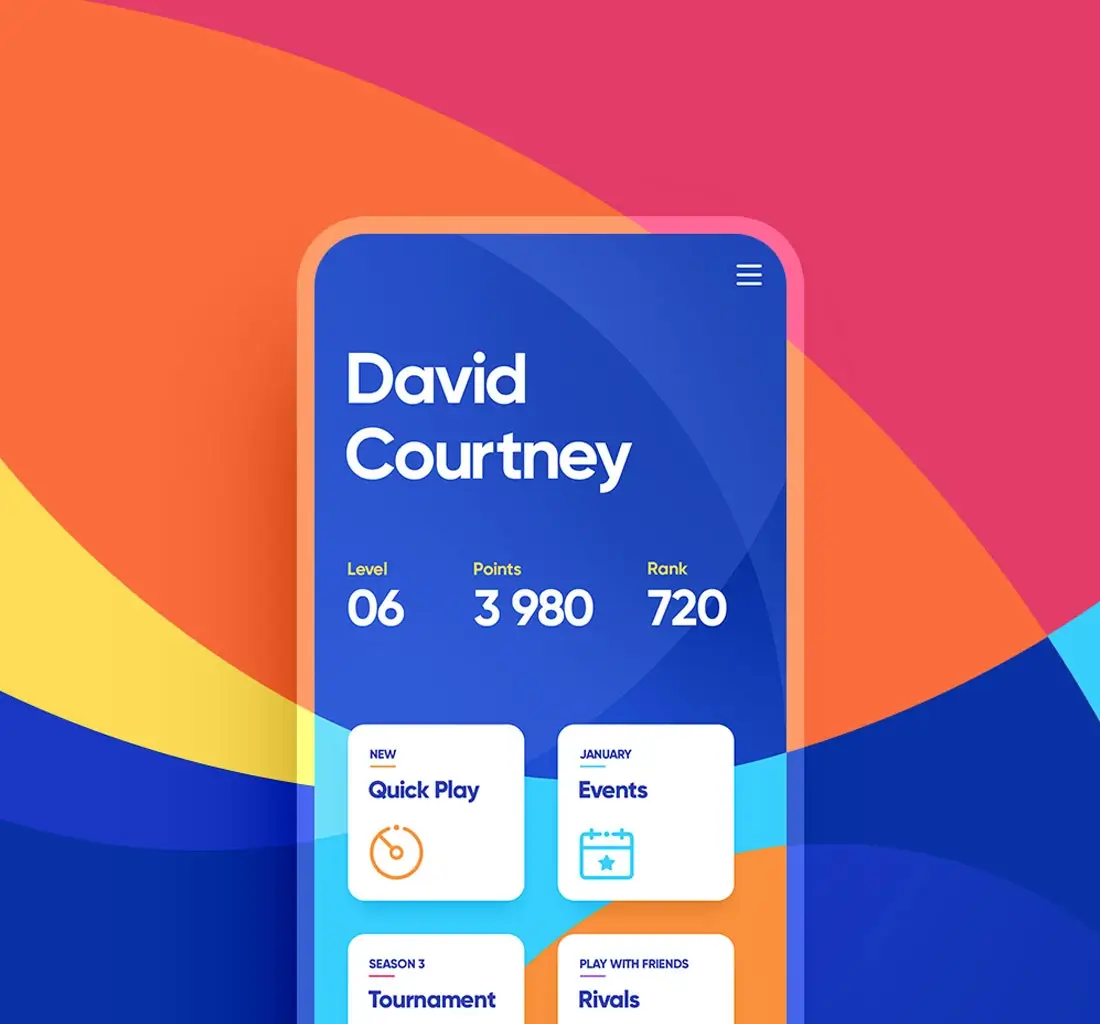 David
Courtney
Level Points Rank
06 3 980 720
NEW
Quick Play
JANUARY
Events
SEASON 3
Tournament
PLAY WITH FRIENDS
Rivals